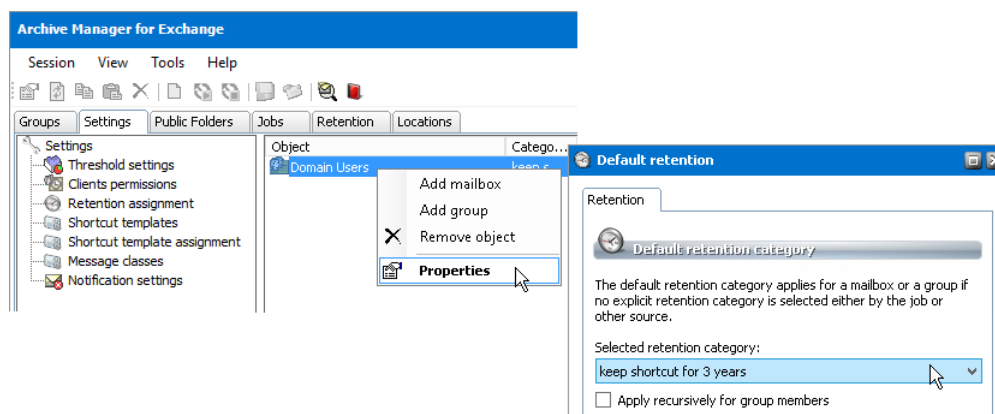 Archive Manager for Exchange
Session View Tools Help
Groups Settings Public Folders Jobs Retention Locations
Settings
Threshold settings
Clients permissions
Retention assignment
Shortcut templates
Shortcut template assignment
Message classes
Notification settings
Object Catego...
Domain Users keep s
Add mailbox
Add group
Remove object
Properties
Default retention
Retention
Default retention category
The default retention category applies for a mailbox or a group if
no explicit retention category is selected either by the job or
other source.
Selected retention category:
keep shortcut for 3 years
Apply recursively for group members